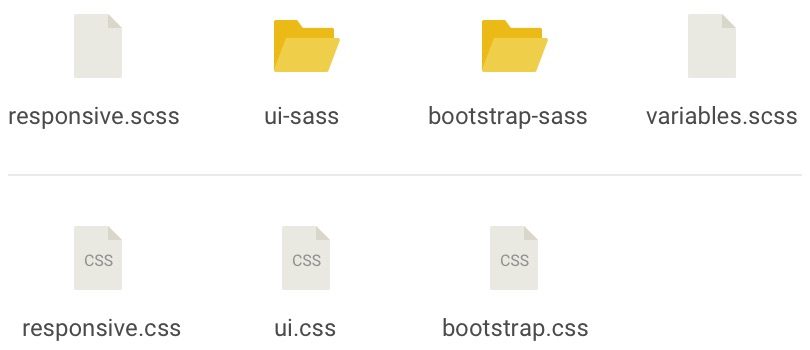 responsive.scss
ui-sass
bootstrap-sass
variables.scss
CSS
CSS
CSS
responsive.css
ui.css
bootstrap.css